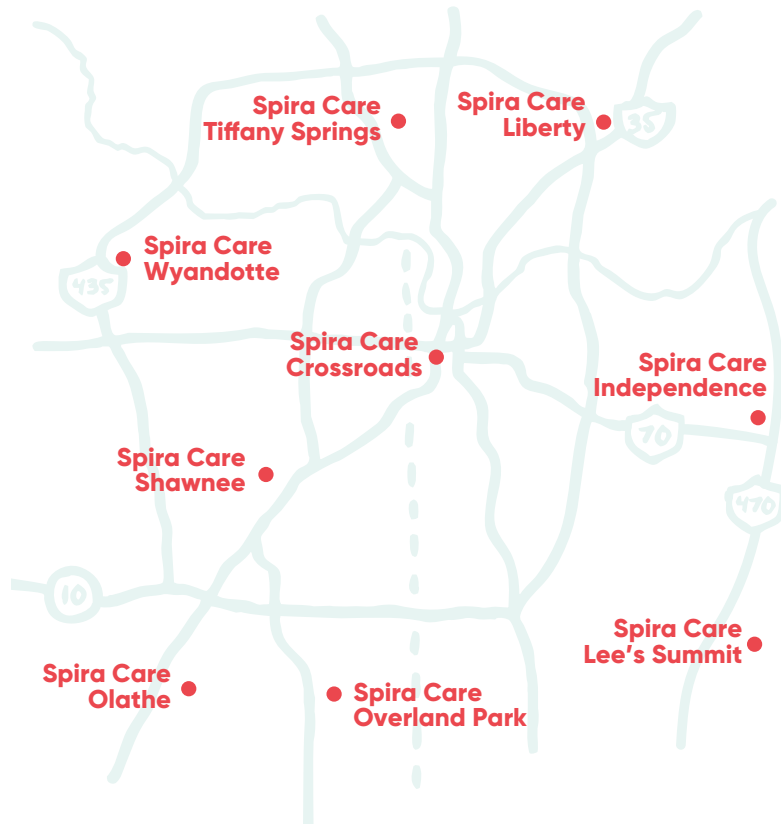 Spira Care
Tiffany Springs
Spira Care
Liberty
35
Spira Care
Wyandotte
435
Spira Care
Crossroads
Spira Care
Independence
70
Spira Care
Shawnee
470
10
Spira Care
Lee's Summit
Spira Care
Olathe
Spira Care
Overland Park